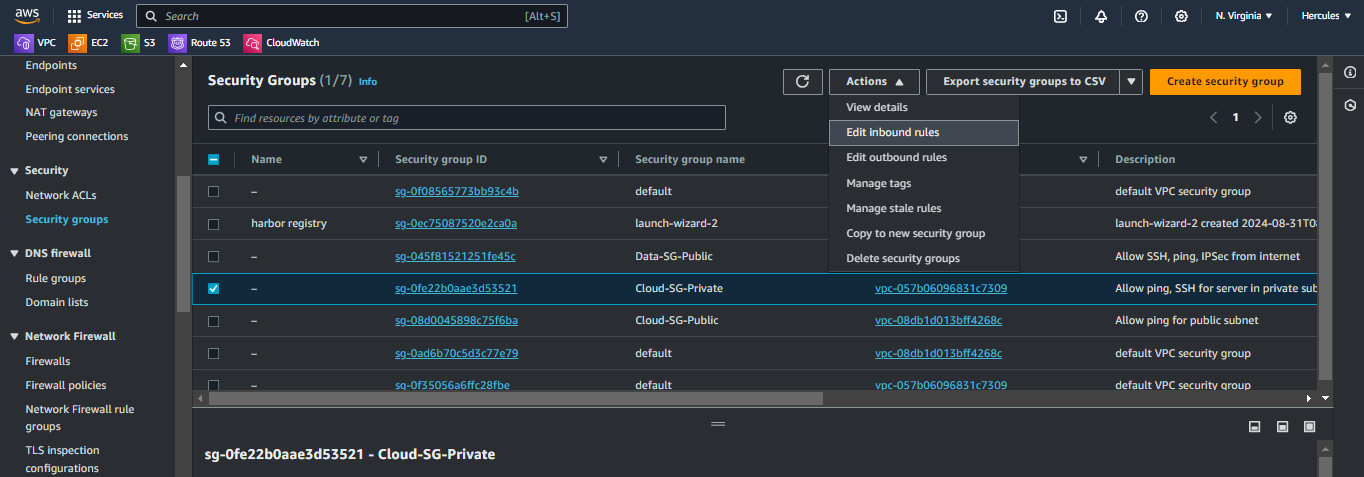 aws Services Search [Alt+S] N. Virginia Hercules
VPC EC2 S3 Route 53 CloudWatch
Endpoints
Endpoint services
NAT gateways
Peering connections
Security
Network ACLs
Security groups
DNS firewall
Rule groups
Domain lists
Network Firewall
Firewalls
Firewall policies
Network Firewall rule
groups
TLS inspection
configurations
Security Groups (1/7) Info Actions Export security groups to CSV Create security group
Find resources by attribute or tag 1
View details
Edit inbound rules
Edit outbound rules
Manage tags
Manage stale rules
Copy to new security group
Delete security groups
Name Security group ID Security group name Description
– sg-0f08565773bb93c4b default default VPC security group
harbor registry sg-0ec75087520e2ca0a launch-wizard-2 launch-wizard-2 created 2024-08-31T08
– sg-045f81521251fe45c Data-SG-Public Allow SSH, ping, IPSec from internet
– sg-0fe22b0aae3d53521 Cloud-SG-Private vpc-057b06096831c7309 Allow ping, SSH for server in private sub
– sg-08d0045898c75f6ba Cloud-SG-Public vpc-08db1d013bff4268c Allow ping for public subnet
– sg-0ad6b70c5d3c77e79 default vpc-08db1d013bff4268c default VPC security group
– sg-0f35056a6ffc28fbe default vpc-057b06096831c7309 default VPC security group
sg-0fe22b0aae3d53521 - Cloud-SG-Private